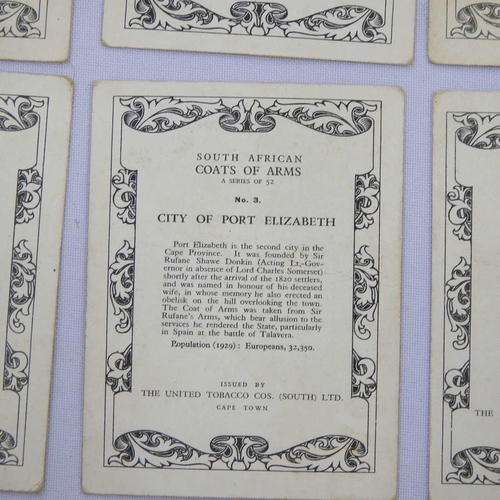 SOUTH AFRICAN
COATS OF ARMS
A SERIES OF 52
No. 3.
CITY OF PORT ELIZABETH
Port Elizabeth is the second city in the
Cape Province. It was founded by Sir
Rufane Shawe Donkin (Acting Lt.-Gov-
ernor in absence of Lord Charles Somerset)
shortly after the arrival of the 1820 settlers,
and was named in honour of his deceased
wife, in whose memory he also erected an
obelisk on the hill overlooking the town.
The Coat of Arms was taken from Sir
Rufane's Arms, which bear allusion to the
services he rendered the State, particularly
in Spain at the battle of Talavera.
Population (1929): Europeans, 32,350.
ISSUED BY
THE UNITED TOBACCO COS. (SOUTH) LTD.
CAPE TOWN
THE